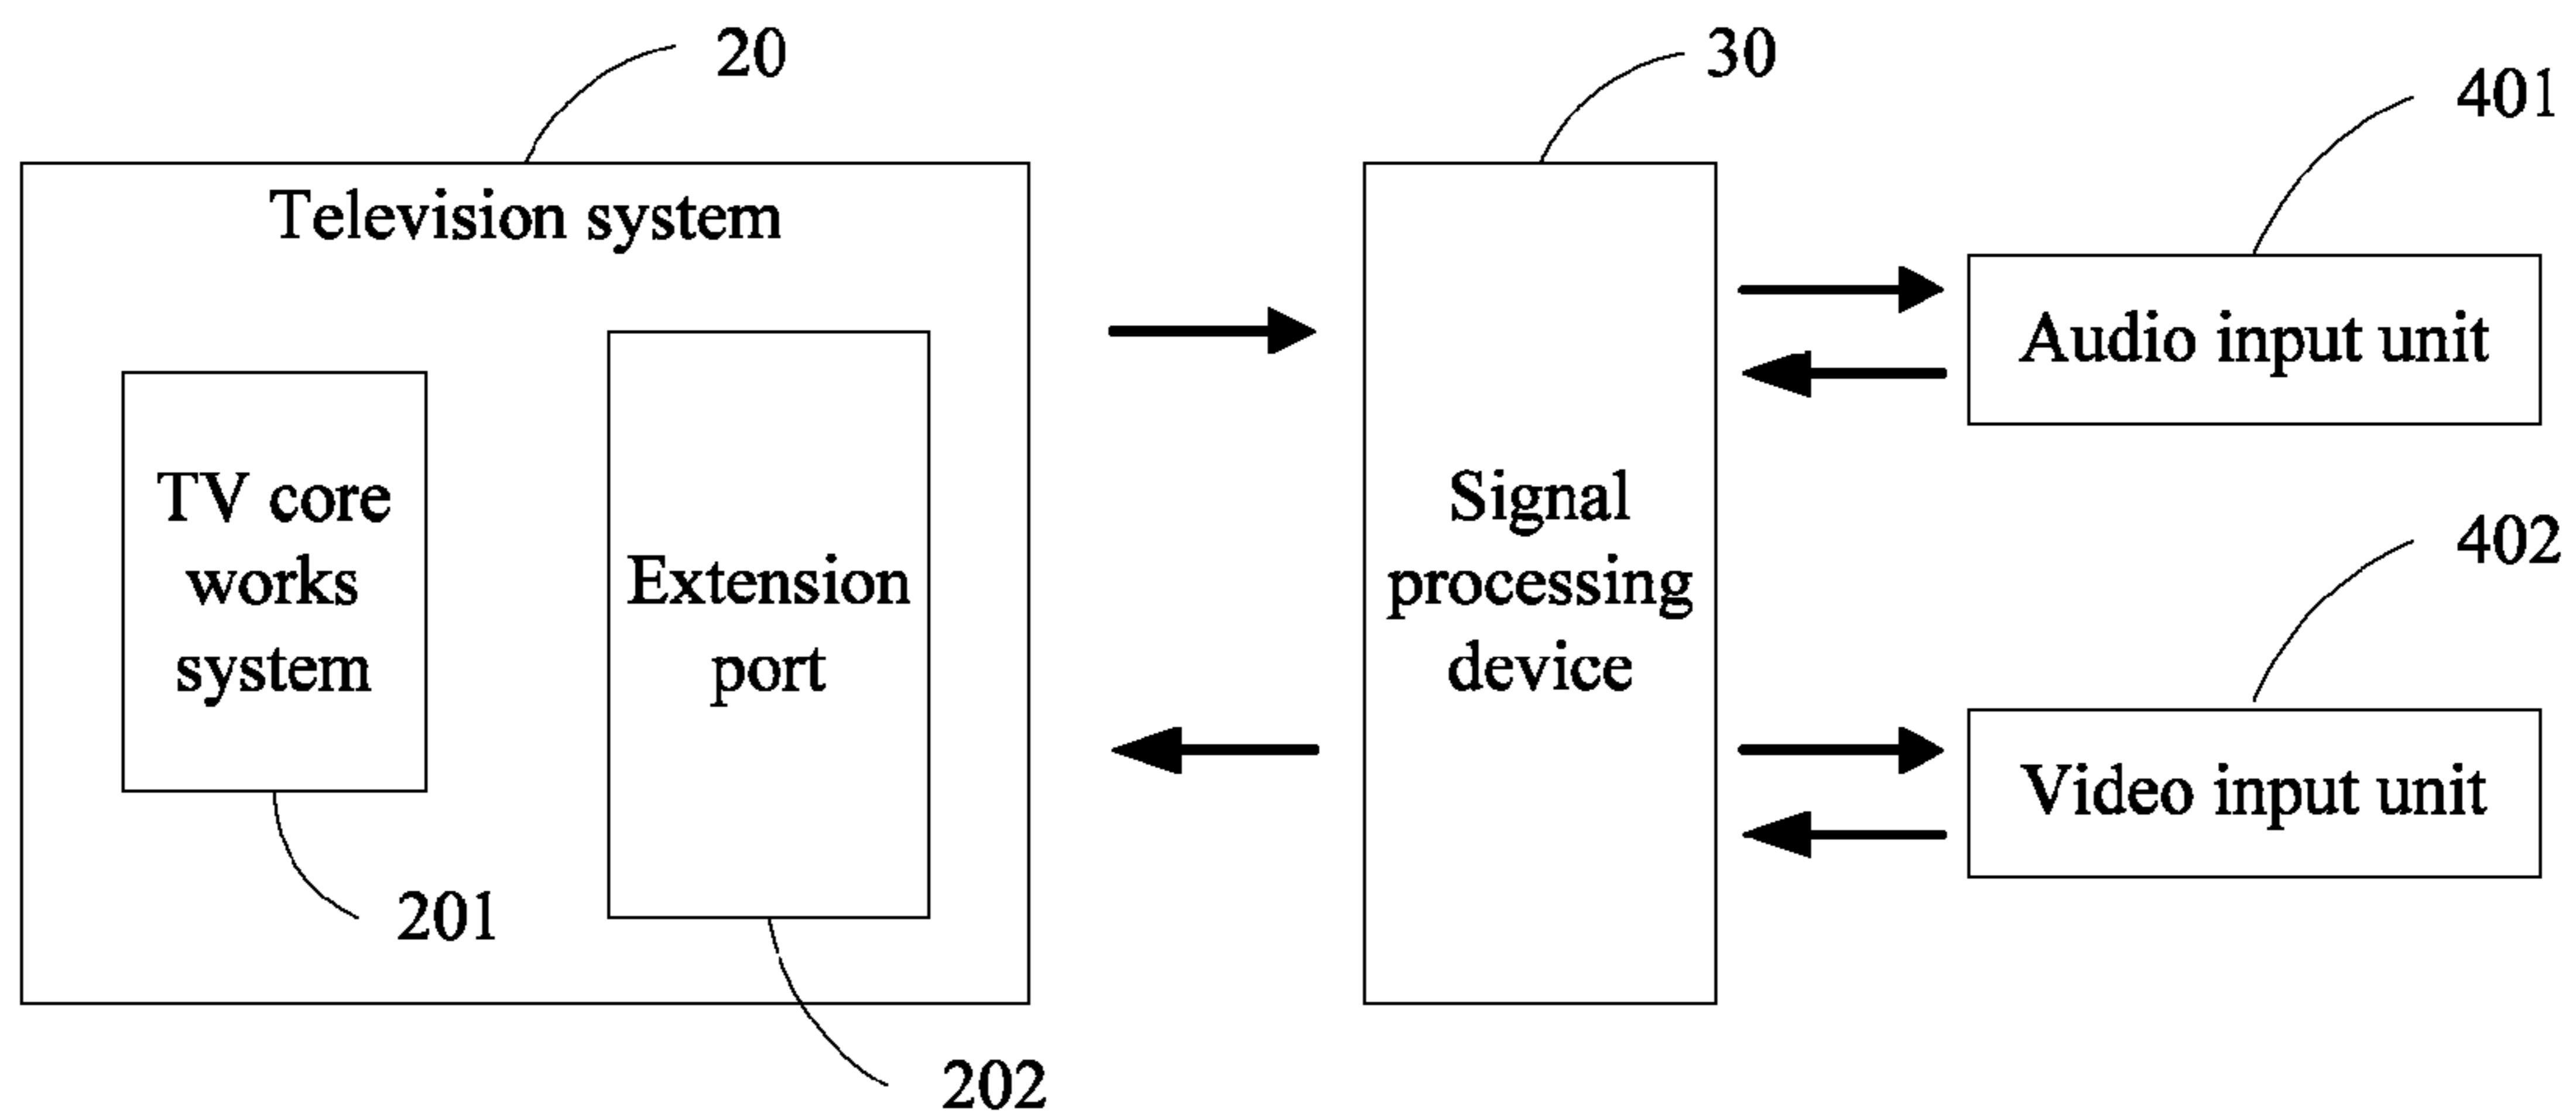 20
30
401
Television system
Audio input unit
TV core
works
system
Extension
port
Signal
processing
device
402
Video input unit
201
202